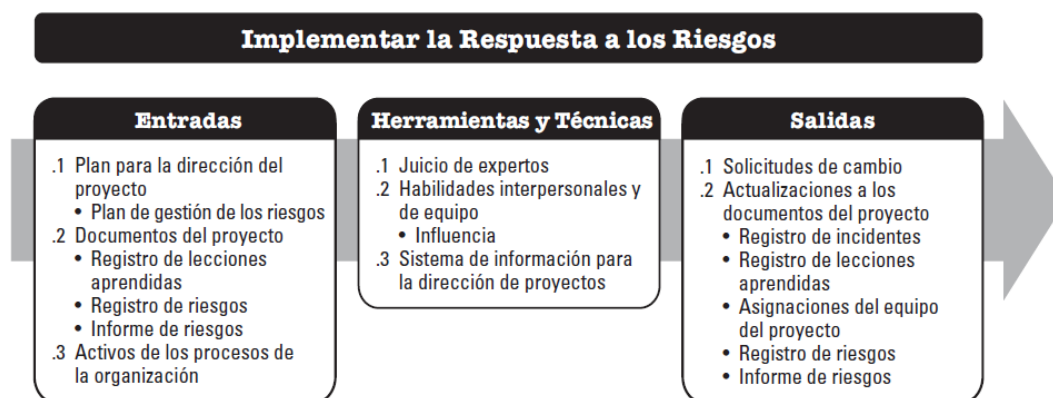 Implementar la Respuesta a los Riesgos
Entradas
.1 Plan para la dirección del
proyecto
• Plan de gestión de los riesgos
.2 Documentos del proyecto
• Registro de lecciones
aprendidas
• Registro de riesgos
• Informe de riesgos
.3 Activos de los procesos de
la organización
Herramientas y Técnicas
.1 Juicio de expertos
.2 Habilidades interpersonales y
de equipo
• Influencia
.3 Sistema de información para
la dirección de proyectos
Salidas
.1 Solicitudes de cambio
.2 Actualizaciones a los
documentos del proyecto
• Registro de incidentes
• Registro de lecciones
aprendidas
• Asignaciones del equipo
del proyecto
• Registro de riesgos
• Informe de riesgos